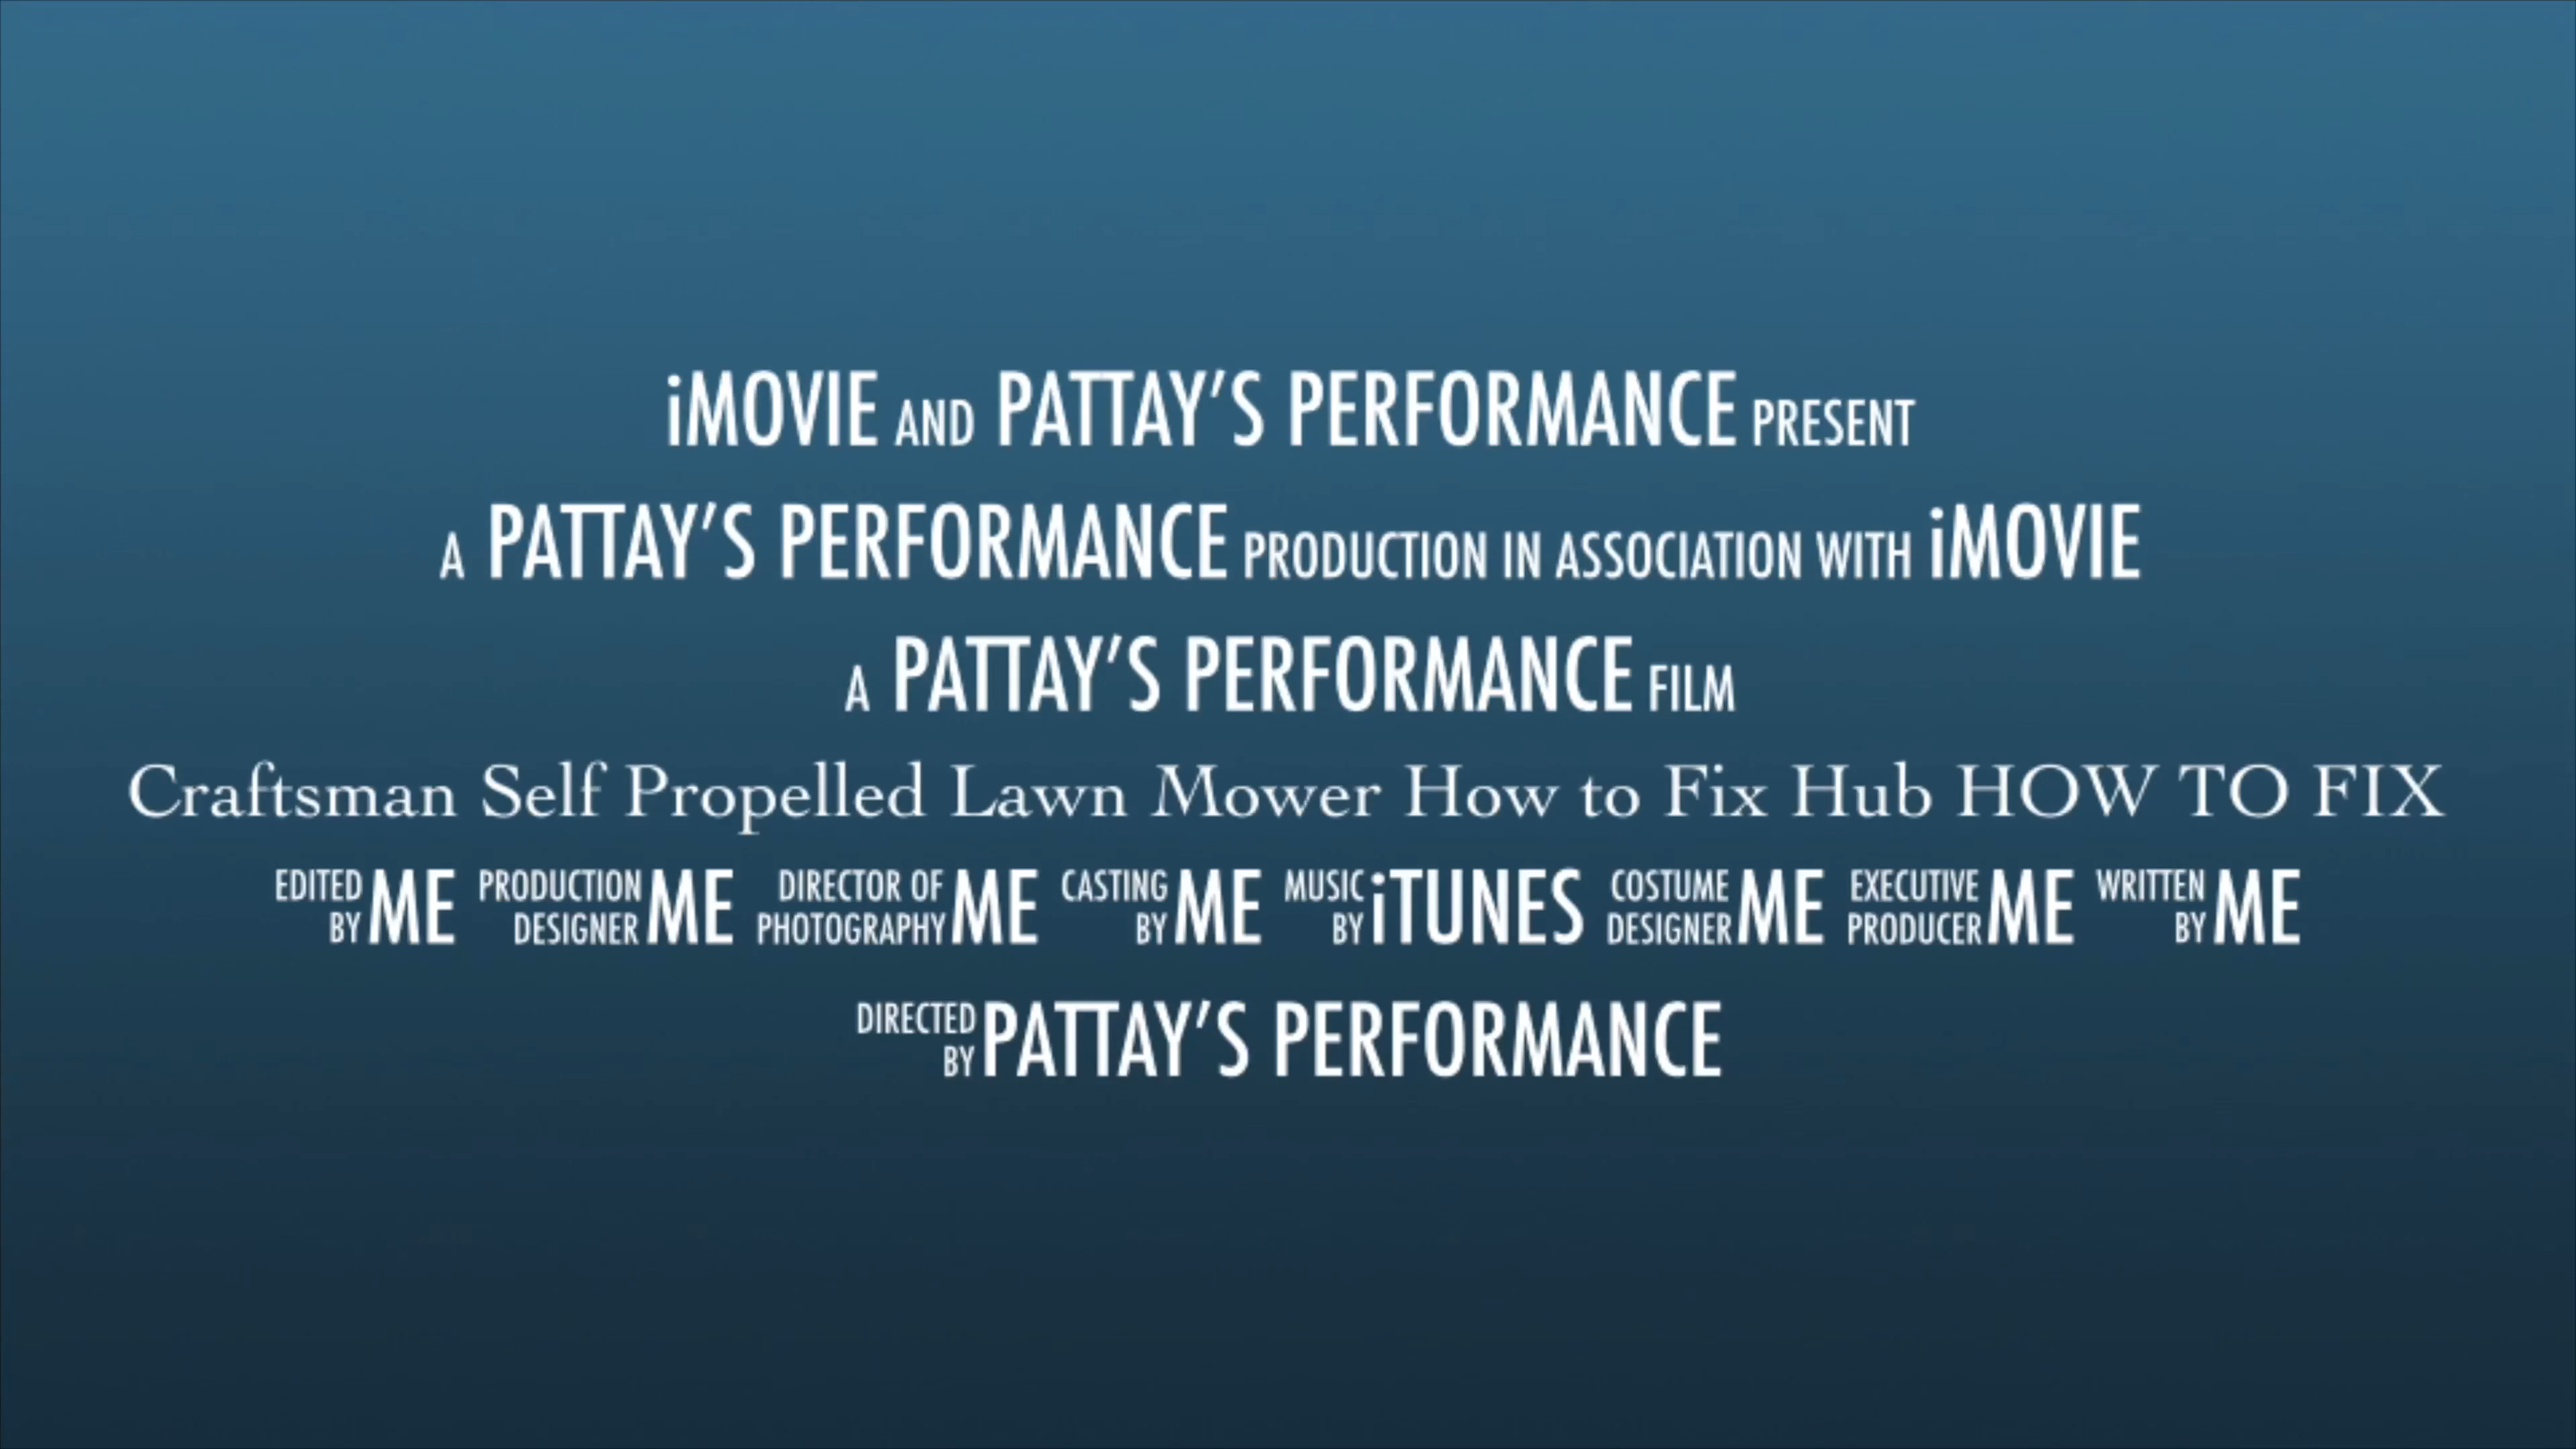 iMOVIE AND PATTAY'S PERFORMANCE PRESENT
A PATTAY'S PERFORMANCE PRODUCTION IN ASSOCIATION WITH iMOVIE
A PATTAY'S PERFORMANCE FILM
Craftsman Self Propelled Lawn Mower How to Fix Hub HOW TO FIX
EDITED BY ME PRODUCTION DESIGNER ME DIRECTOR OF PHOTOGRAPHY ME CASTING BY ME MUSIC BY iTUNES COSTUME DESIGNER ME EXECUTIVE PRODUCER ME WRITTEN BY ME
DIRECTED BY PATTAY'S PERFORMANCE